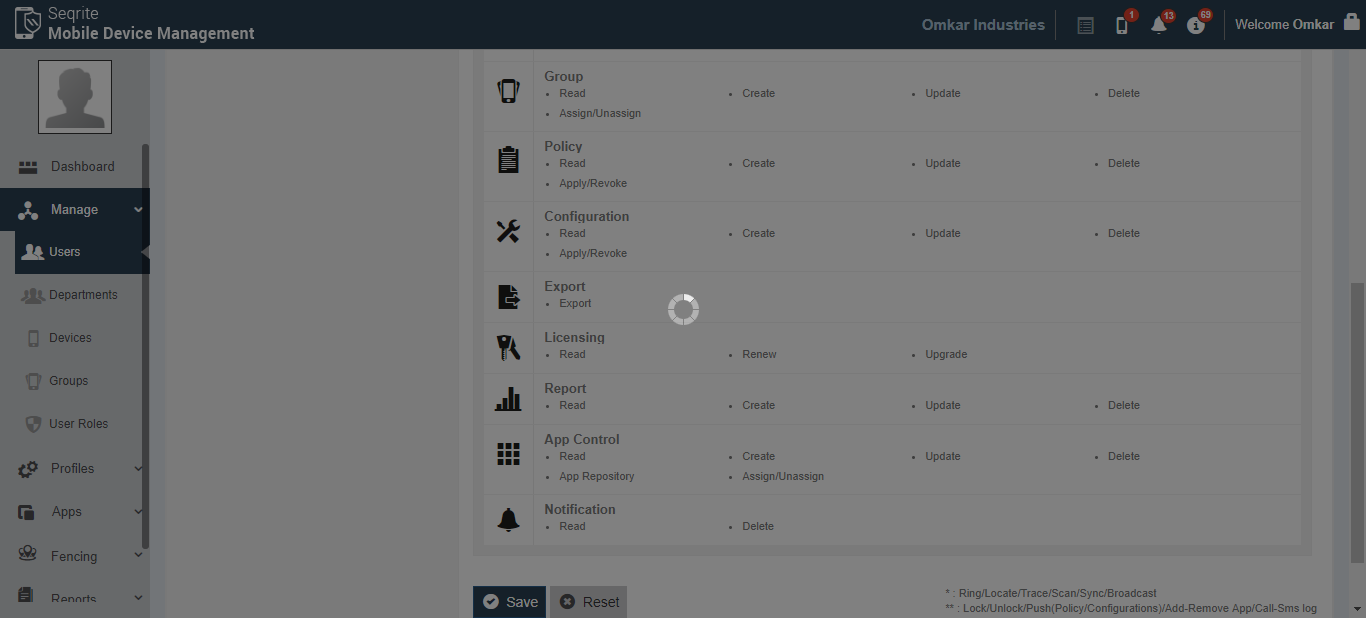 Seqrite
Mobile Device Management
Omkar Industries
1
13
69
Welcome Omkar
Dashboard
Manage
Users
Departments
Devices
Groups
User Roles
Profiles
Apps
Fencing
Reports
Group
• Read • Create • Update • Delete
• Assign/Unassign
Policy
• Read • Create • Update • Delete
• Apply/Revoke
Configuration
• Read • Create • Update • Delete
• Apply/Revoke
Export
• Export
Licensing
• Read • Renew • Upgrade
Report
• Read • Create • Update • Delete
App Control
• Read • Create • Update • Delete
• App Repository • Assign/Unassign
Notification
• Read • Delete
Save Reset
* : Ring/Locate/Trace/Scan/Sync/Broadcast
** : Lock/Unlock/Push(Policy/Configurations)/Add-Remove App/Call-Sms log